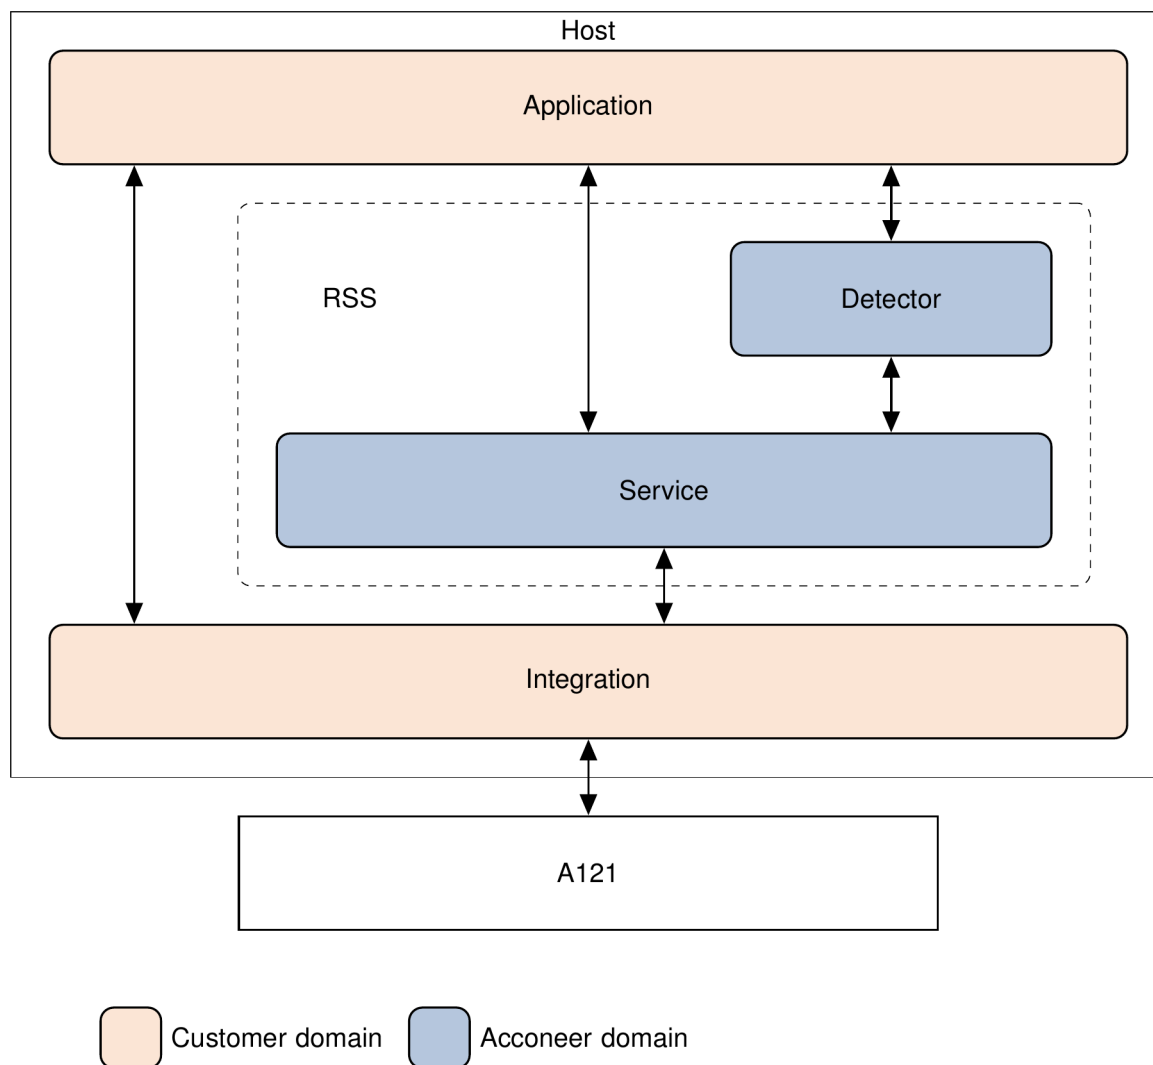 Host
Application
RSS
Detector
Service
Integration
A121
Customer domain
Acconeer domain